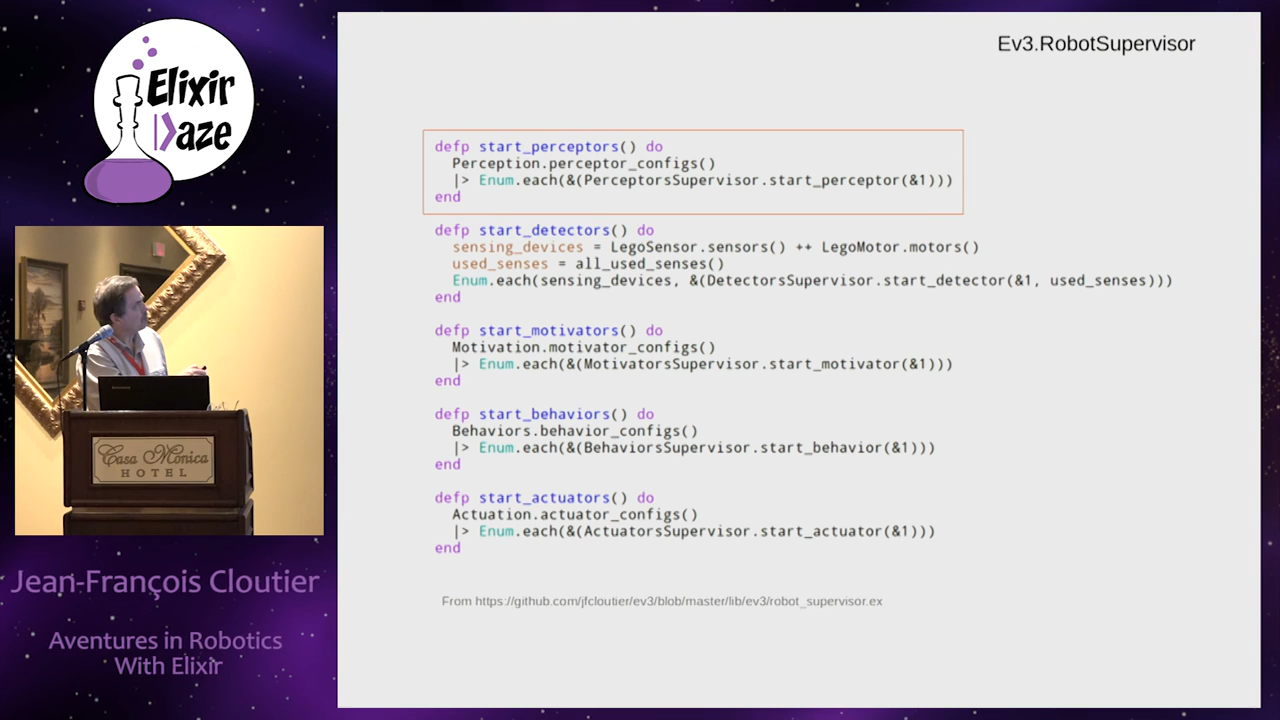 Elixir
Daze
Casa Monica
HOTEL
Jean-François Cloutier
Aventures in Robotics
With Elixir
Ev3.RobotSupervisor
defp start_perceptors() do
  Perception.perceptor_configs()
  |> Enum.each(&(PerceptorsSupervisor.start_perceptor(&1)))
end
defp start_detectors() do
  sensing_devices = LegoSensor.sensors() ++ LegoMotor.motors()
  used_senses = all_used_senses()
  Enum.each(sensing_devices, &(DetectorsSupervisor.start_detector(&1, used_senses)))
end
defp start_motivators() do
  Motivation.motivator_configs()
  |> Enum.each(&(MotivatorsSupervisor.start_motivator(&1)))
end
defp start_behaviors() do
  Behaviors.behavior_configs()
  |> Enum.each(&(BehaviorsSupervisor.start_behavior(&1)))
end
defp start_actuators() do
  Actuation.actuator_configs()
  |> Enum.each(&(ActuatorsSupervisor.start_actuator(&1)))
end
From https://github.com/jfcloutier/ev3/blob/master/lib/ev3/robot_supervisor.ex